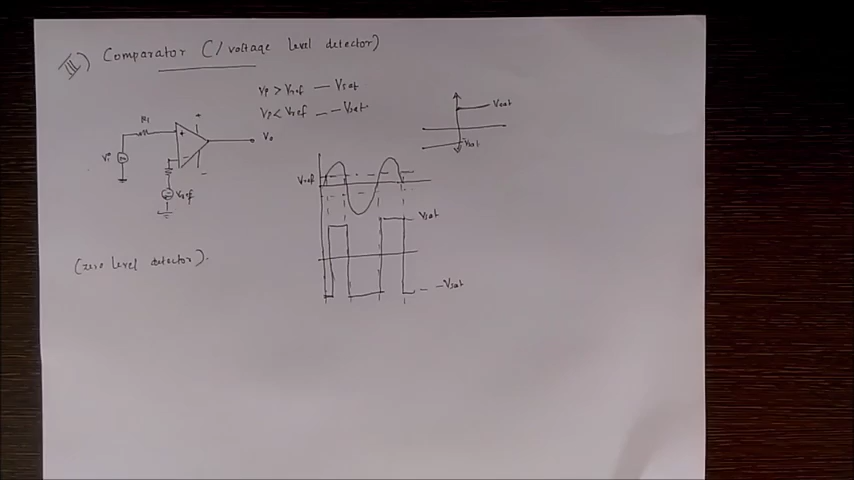 III) Comparator (/voltage level detector)
Vi > Vref — Vsat
Vi < Vref — -Vsat
R1
+
+
-
-
Vo
Vi
Vref
Vsat
-Vsat
Vref
Vsat
-Vsat
(zero level detector).